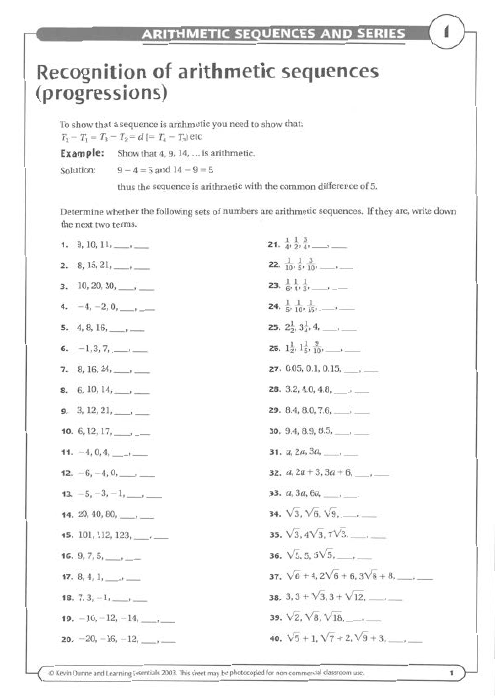 ARITHMETIC SEQUENCES AND SERIES
1
Recognition of arithmetic sequences
(progressions)
To show that a sequence is arithmetic you need to show that:
T₂ − T₁ = T₃ − T₂ = d [= T₄ − T₃] etc
Example: Show that 4, 9, 14, ... is arithmetic.
Solution: 9 − 4 = 5 and 14 − 9 = 5
thus the sequence is arithmetic with the common difference of 5.
Determine whether the following sets of numbers are arithmetic sequences. If they are, write down
the next two terms.
1. 9, 10, 11, ___, ___
2. 8, 15, 21, ___, ___
3. 10, 20, 30, ___, ___
4. −4, −2, 0, ___, ___
5. 4, 8, 16, ___, ___
6. −1, 3, 7, ___, ___
7. 8, 16, 24, ___, ___
8. 6, 10, 14, ___, ___
9. 3, 12, 21, ___, ___
10. 6, 12, 17, ___, ___
11. −4, 0, 4, ___, ___
12. −6, −4, 0, ___, ___
13. −5, −3, −1, ___, ___
14. 20, 40, 80, ___, ___
15. 101, 112, 123, ___, ___
16. 9, 7, 5, ___, ___
17. 8, 4, 1, ___, ___
18. 7, 3, −1, ___, ___
19. −10, −12, −14, ___, ___
20. −20, −16, −12, ___, ___
21. 1/4, 1/2, 3/4, ___, ___
22. 1/10, 1/5, 3/10, ___, ___
23. 1/6, 1/4, 1/3, ___, ___
24. 1/5, 1/10, 1/15, ___, ___
25. 2½, 3¼, 4, ___, ___
26. 1½, 1⅕, 9/10, ___, ___
27. 0.05, 0.1, 0.15, ___, ___
28. 3.2, 4.0, 4.8, ___, ___
29. 8.4, 8.0, 7.6, ___, ___
30. 9.4, 8.9, 8.5, ___, ___
31. a, 2a, 3a, ___, ___
32. a, 2a + 3, 3a + 6, ___, ___
33. a, 3a, 6a, ___, ___
34. √3, √6, √9, ___, ___
35. √3, 4√3, 7√3, ___, ___
36. √5, 5, 5√5, ___, ___
37. √6 + 4, 2√6 + 6, 3√6 + 8, ___, ___
38. 3, 3 + √3, 3 + √12, ___, ___
39. √2, √8, √18, ___, ___
40. √5 + 1, √7 + 2, √9 + 3, ___, ___
© Kevin Dunne and Learning Essentials 2003. This sheet may be photocopied for non commercial classroom use.
1